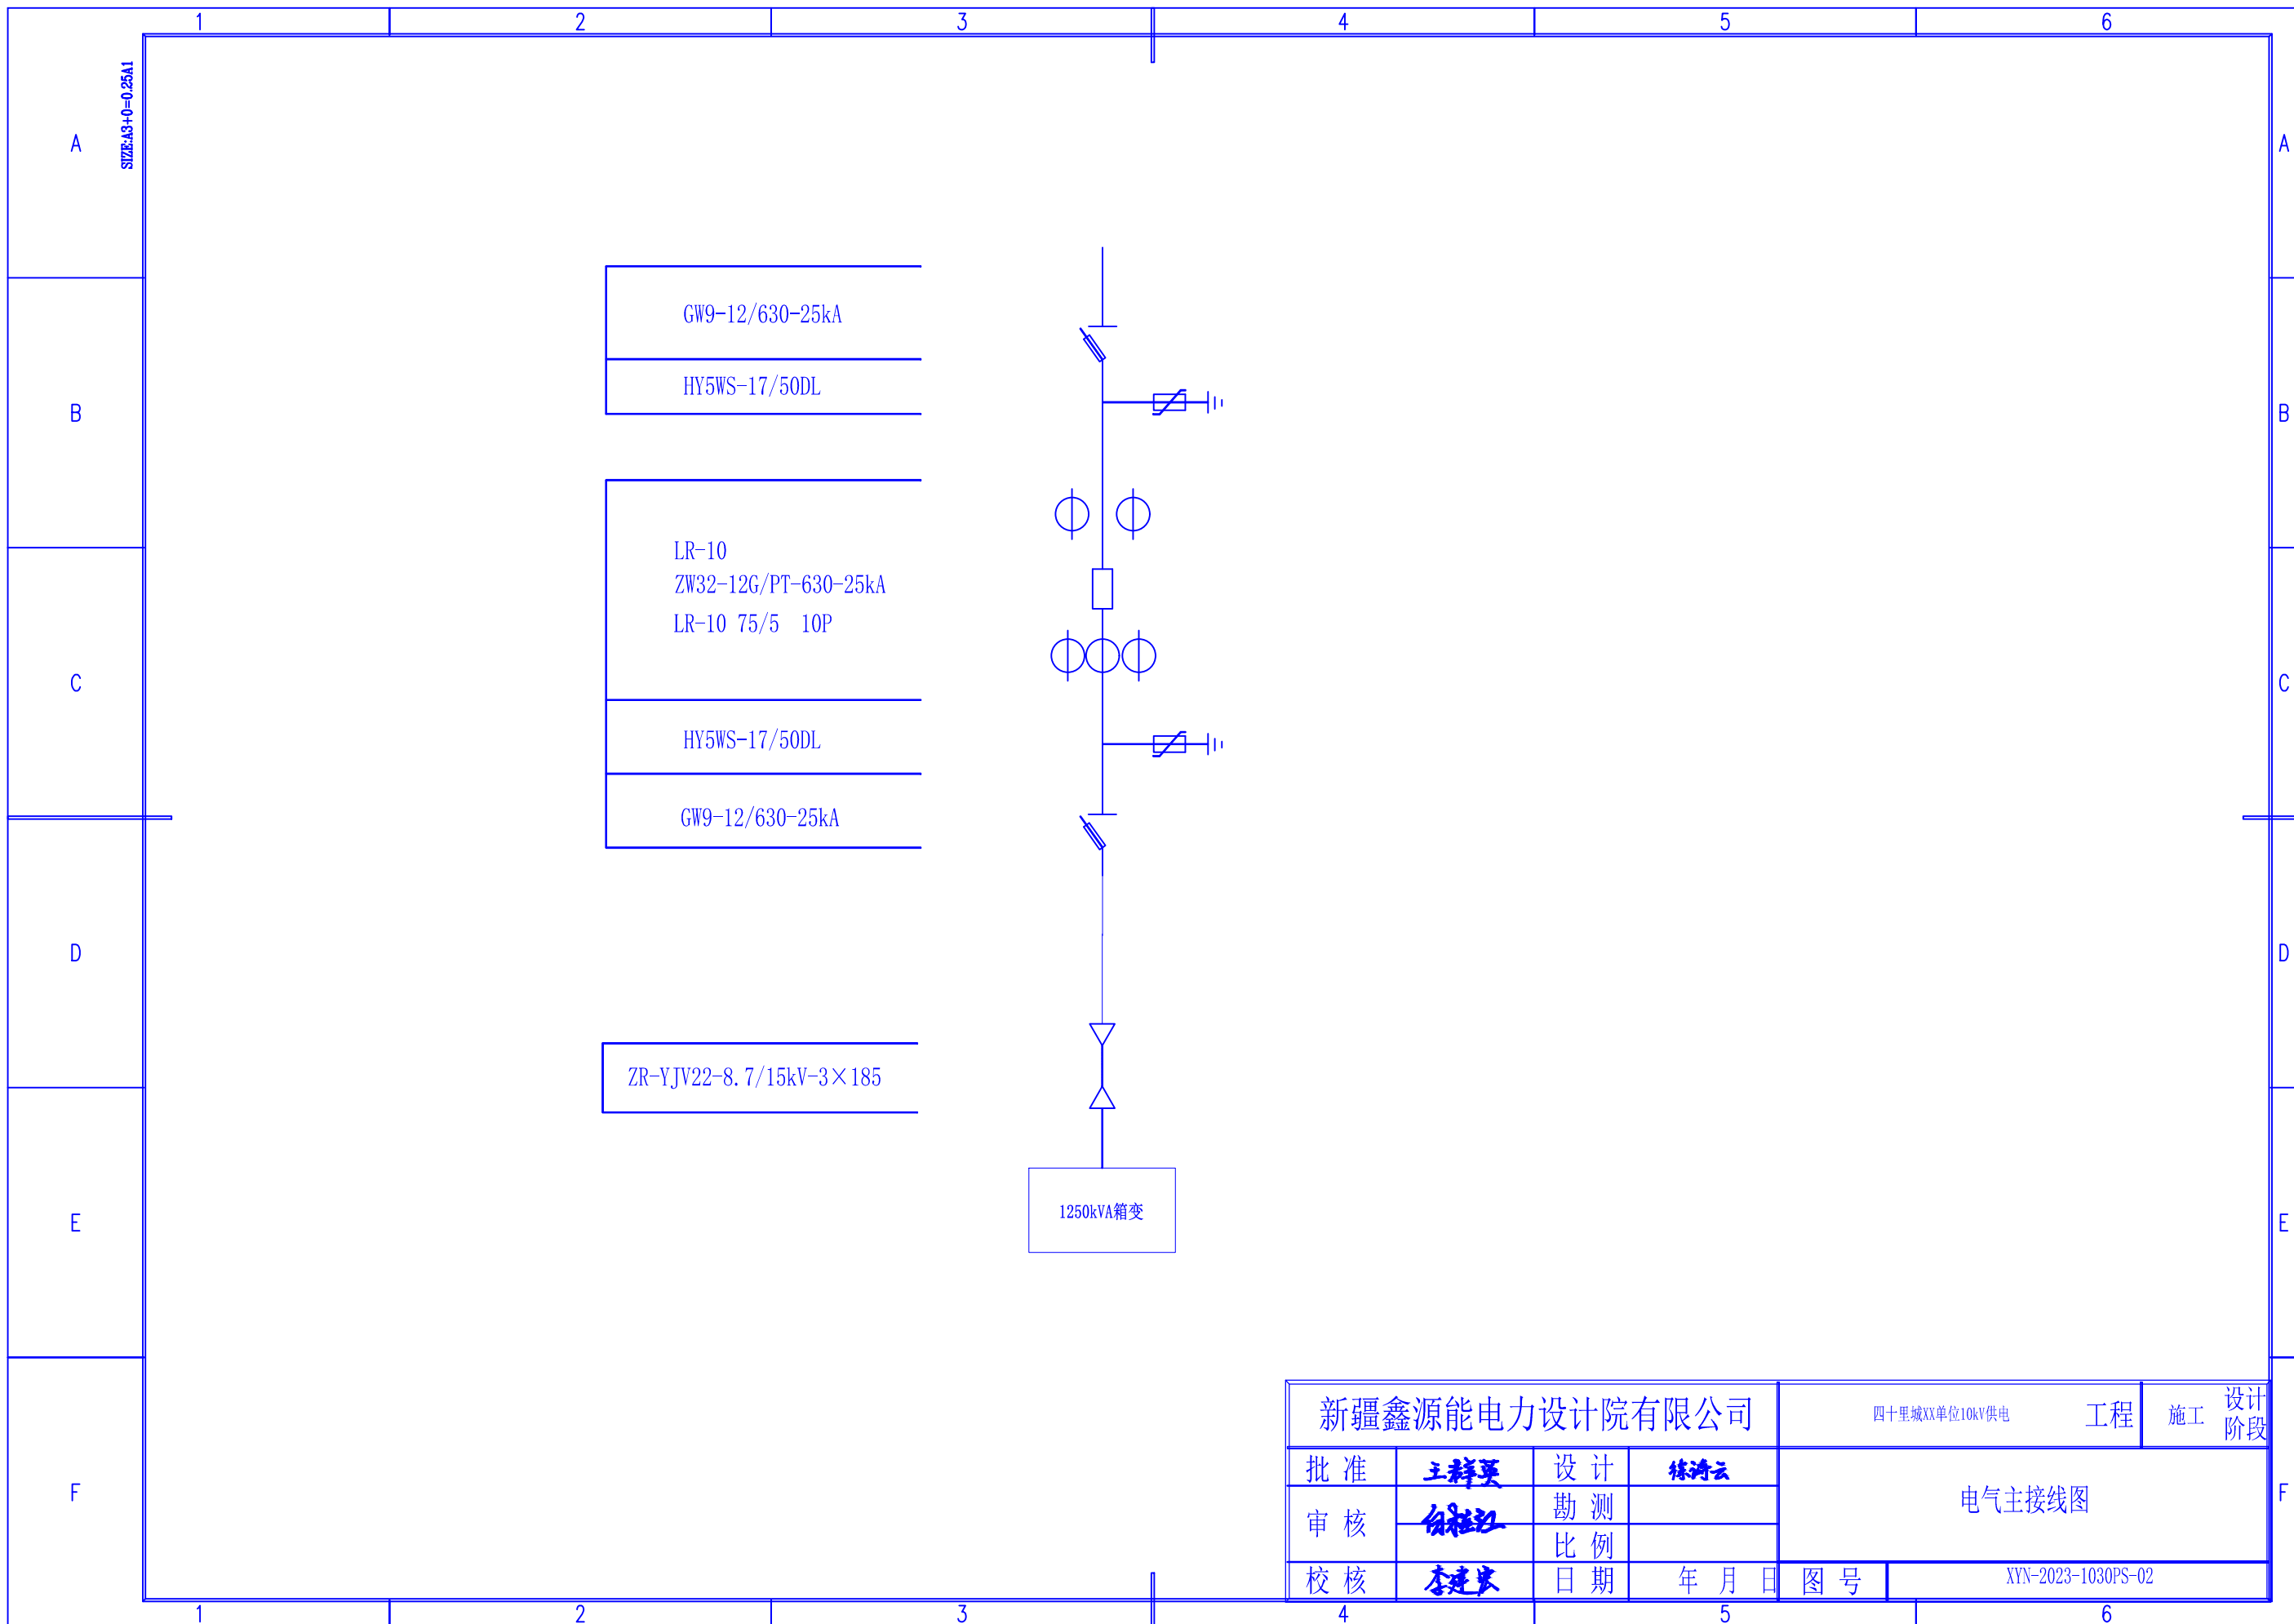 1 2 3 4 5 6
SIZE:A3+0=0.25A1
A A
GW9-12/630-25kA
HY5WS-17/50DL
B B
LR-10
ZW32-12G/PT-630-25kA
LR-10 75/5 10P
C C
HY5WS-17/50DL
GW9-12/630-25kA
D D
ZR-YJV22-8.7/15kV-3×185
1250kVA箱变
E E
新疆鑫源能电力设计院有限公司 四十里城XX单位10kV供电 工程 施工 设计
阶段
批 准 王群英 设 计
F 电气主接线图 F
审 核 勘 测
比 例
校 核 日 期 年 月 日 图 号 XYN-2023-1030PS-02
1 2 3 4 5 6